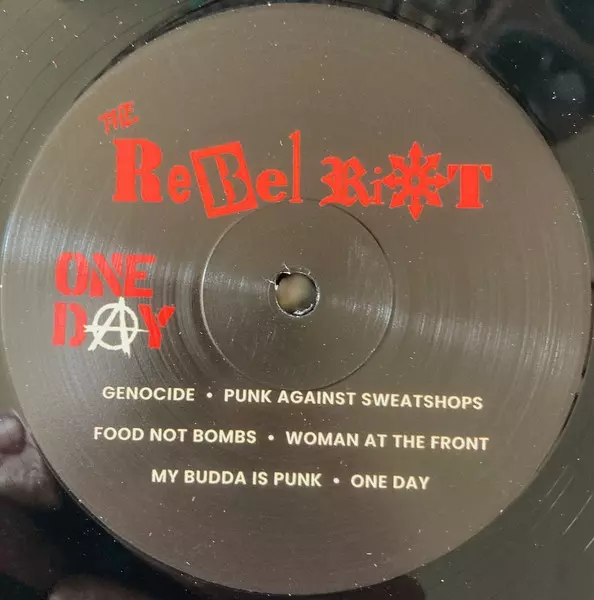 THE
ReBel RiOT
ONE
DAY
GENOCIDE • PUNK AGAINST SWEATSHOPS
FOOD NOT BOMBS • WOMAN AT THE FRONT
MY BUDDA IS PUNK • ONE DAY